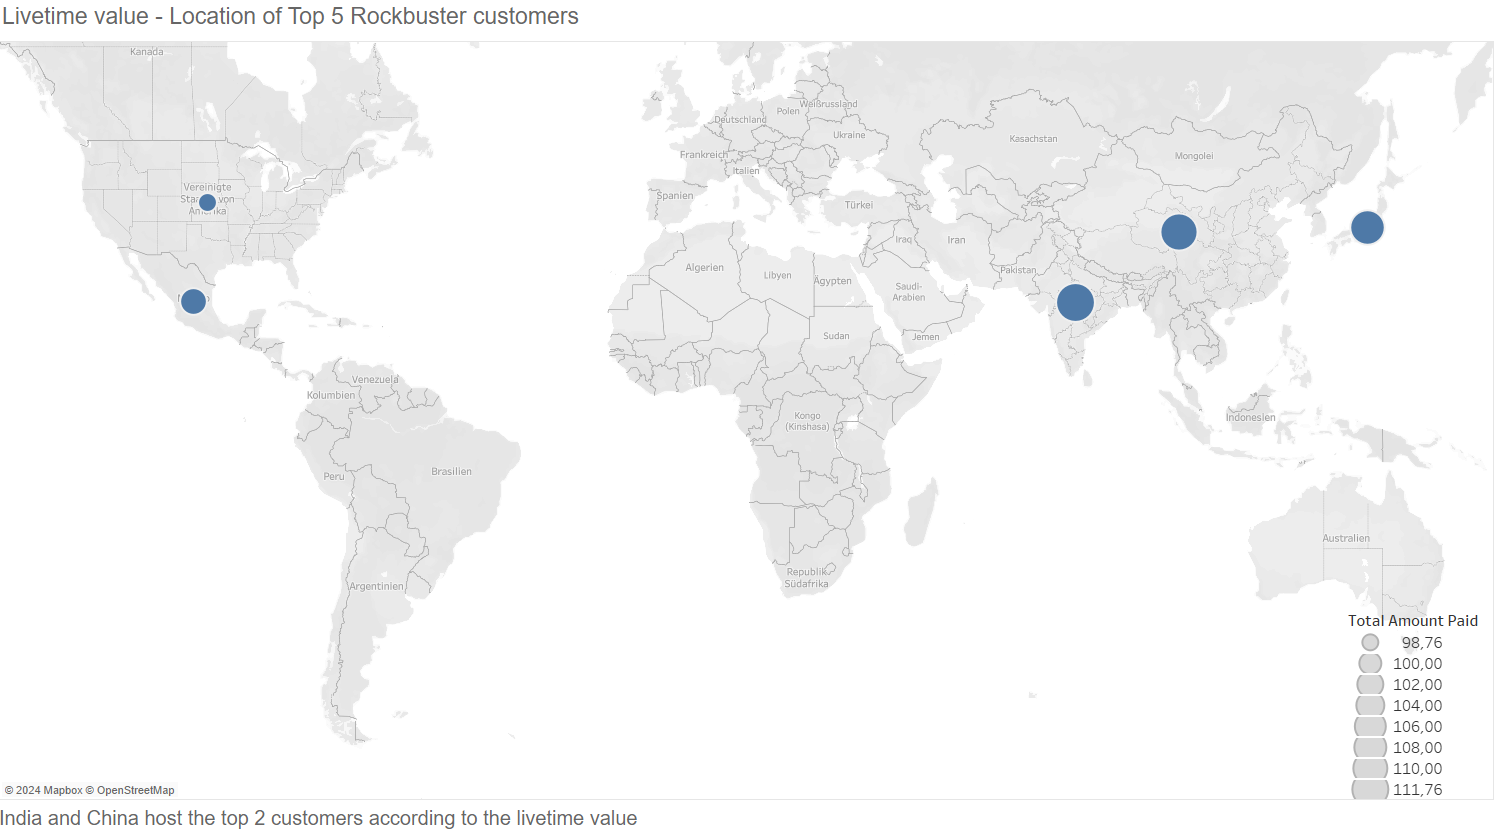 Livetime value - Location of Top 5 Rockbuster customers
Kanada
Weißrussland
Polen
Deutschland
Ukraine
Kasachstan
Frankreich
Mongolei
Italien
Vereinigte
Spanien
Türkei
Iraq
Iran
Algerien
Libyen
Ägypten
Pakistan
Saudi-
Arabien
Sudan
Jemen
Venezuela
Kolumbien
Kongo
(Kinshasa)
Indonesien
Brasilien
Peru
Australien
Republik
Südafrika
Argentinien
Total Amount Paid
98,76
100,00
102,00
104,00
106,00
108,00
110,00
111,76
© 2024 Mapbox © OpenStreetMap
India and China host the top 2 customers according to the livetime value